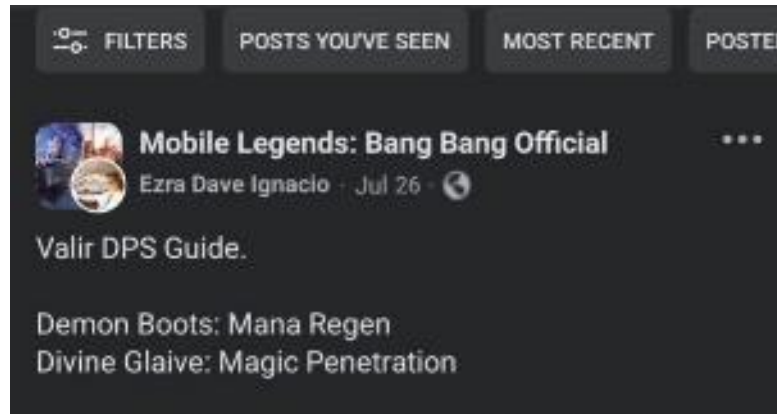 FILTERS POSTS YOU'VE SEEN MOST RECENT
Mobile Legends: Bang Bang Official
Ezra Dave Ignacio · Jul 26 ·
Valir DPS Guide.
Demon Boots: Mana Regen
Divine Glaive: Magic Penetration